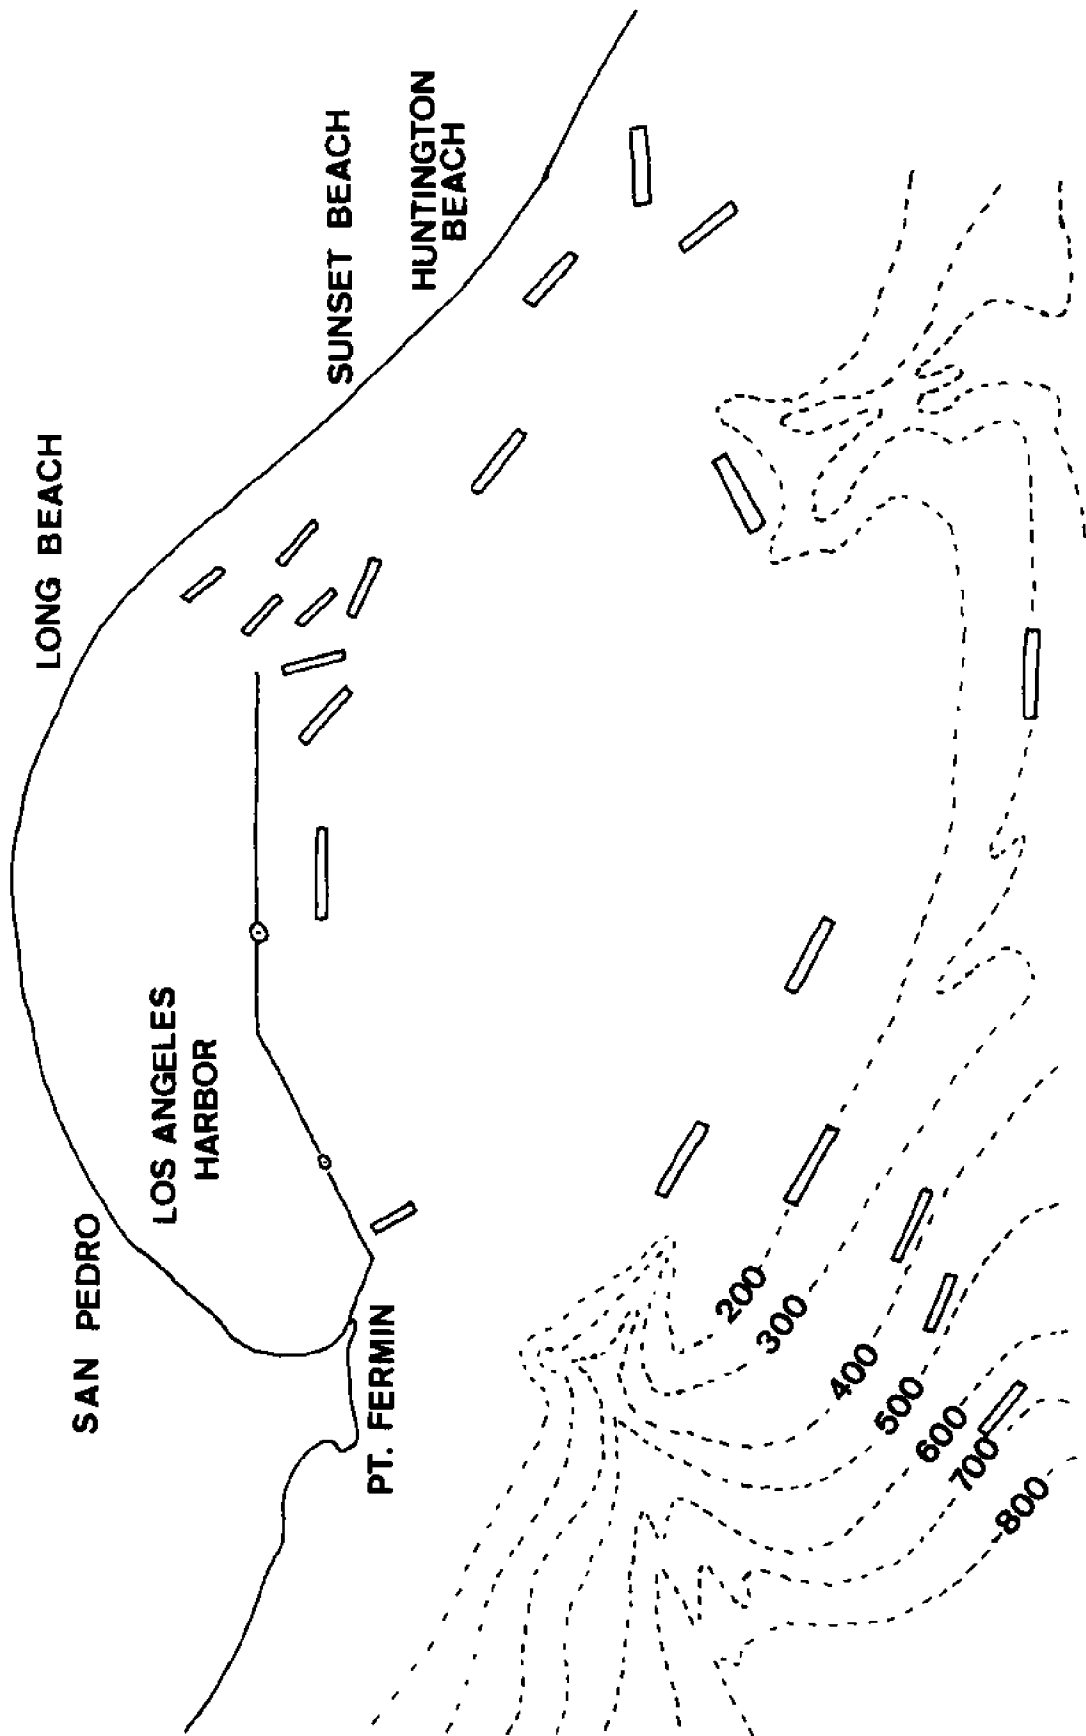 SAN PEDRO
LOS ANGELES
HARBOR
LONG BEACH
SUNSET BEACH
HUNTINGTON
BEACH
PT. FERMIN
200
300
400
500
600
700
800